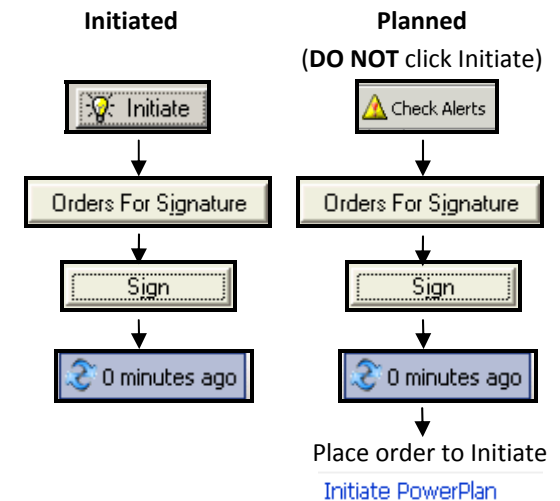 Initiated
Initiate
Orders For Signature
Sign
0 minutes ago
Planned
(DO NOT click Initiate)
Check Alerts
Orders For Signature
Sign
0 minutes ago
Place order to Initiate
Initiate PowerPlan